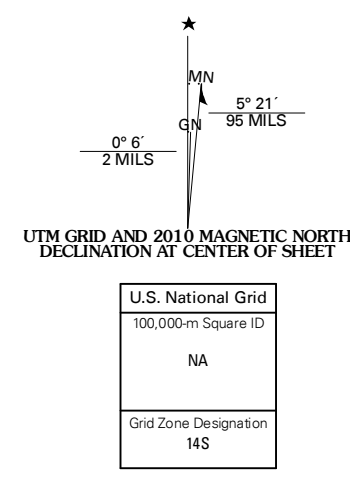 MN
5° 21´
95 MILS
GN
0° 6´
2 MILS
UTM GRID AND 2010 MAGNETIC NORTH
DECLINATION AT CENTER OF SHEET
U.S. National Grid
100,000-m Square ID
NA
Grid Zone Designation
14S